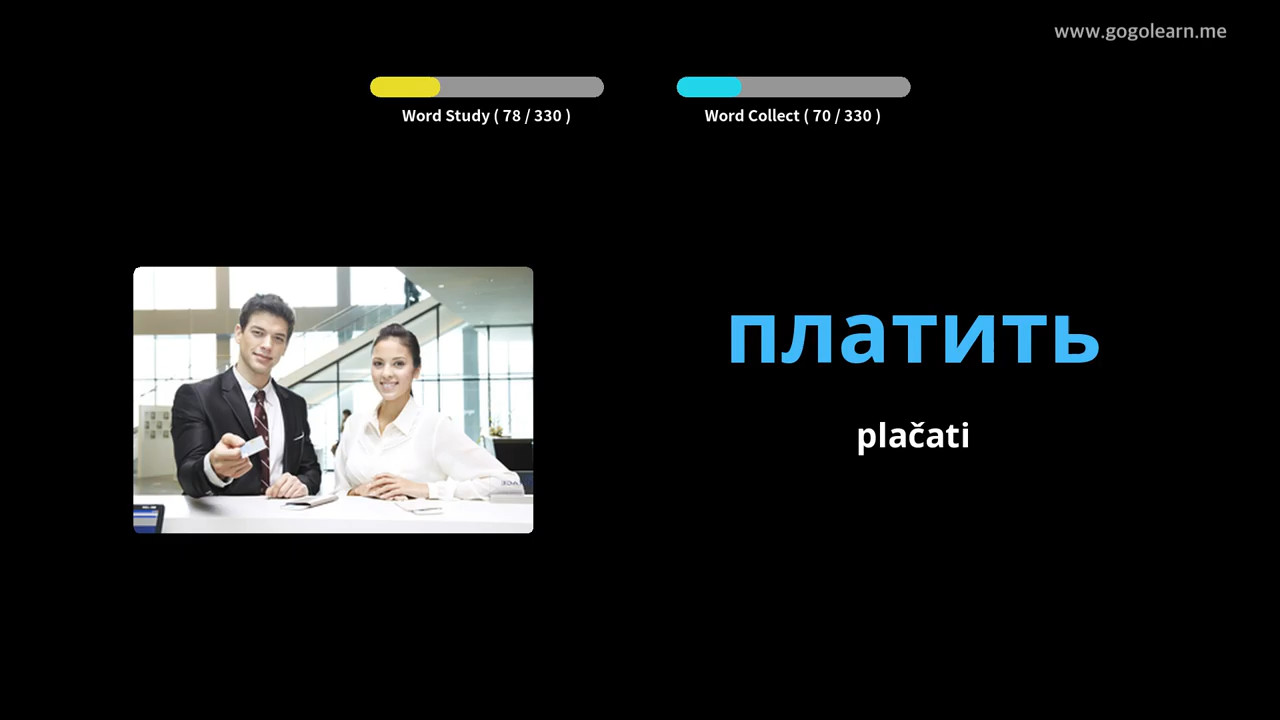 www.gogolearn.me
Word Study ( 78 / 330 )
Word Collect ( 70 / 330 )
платить
plačati